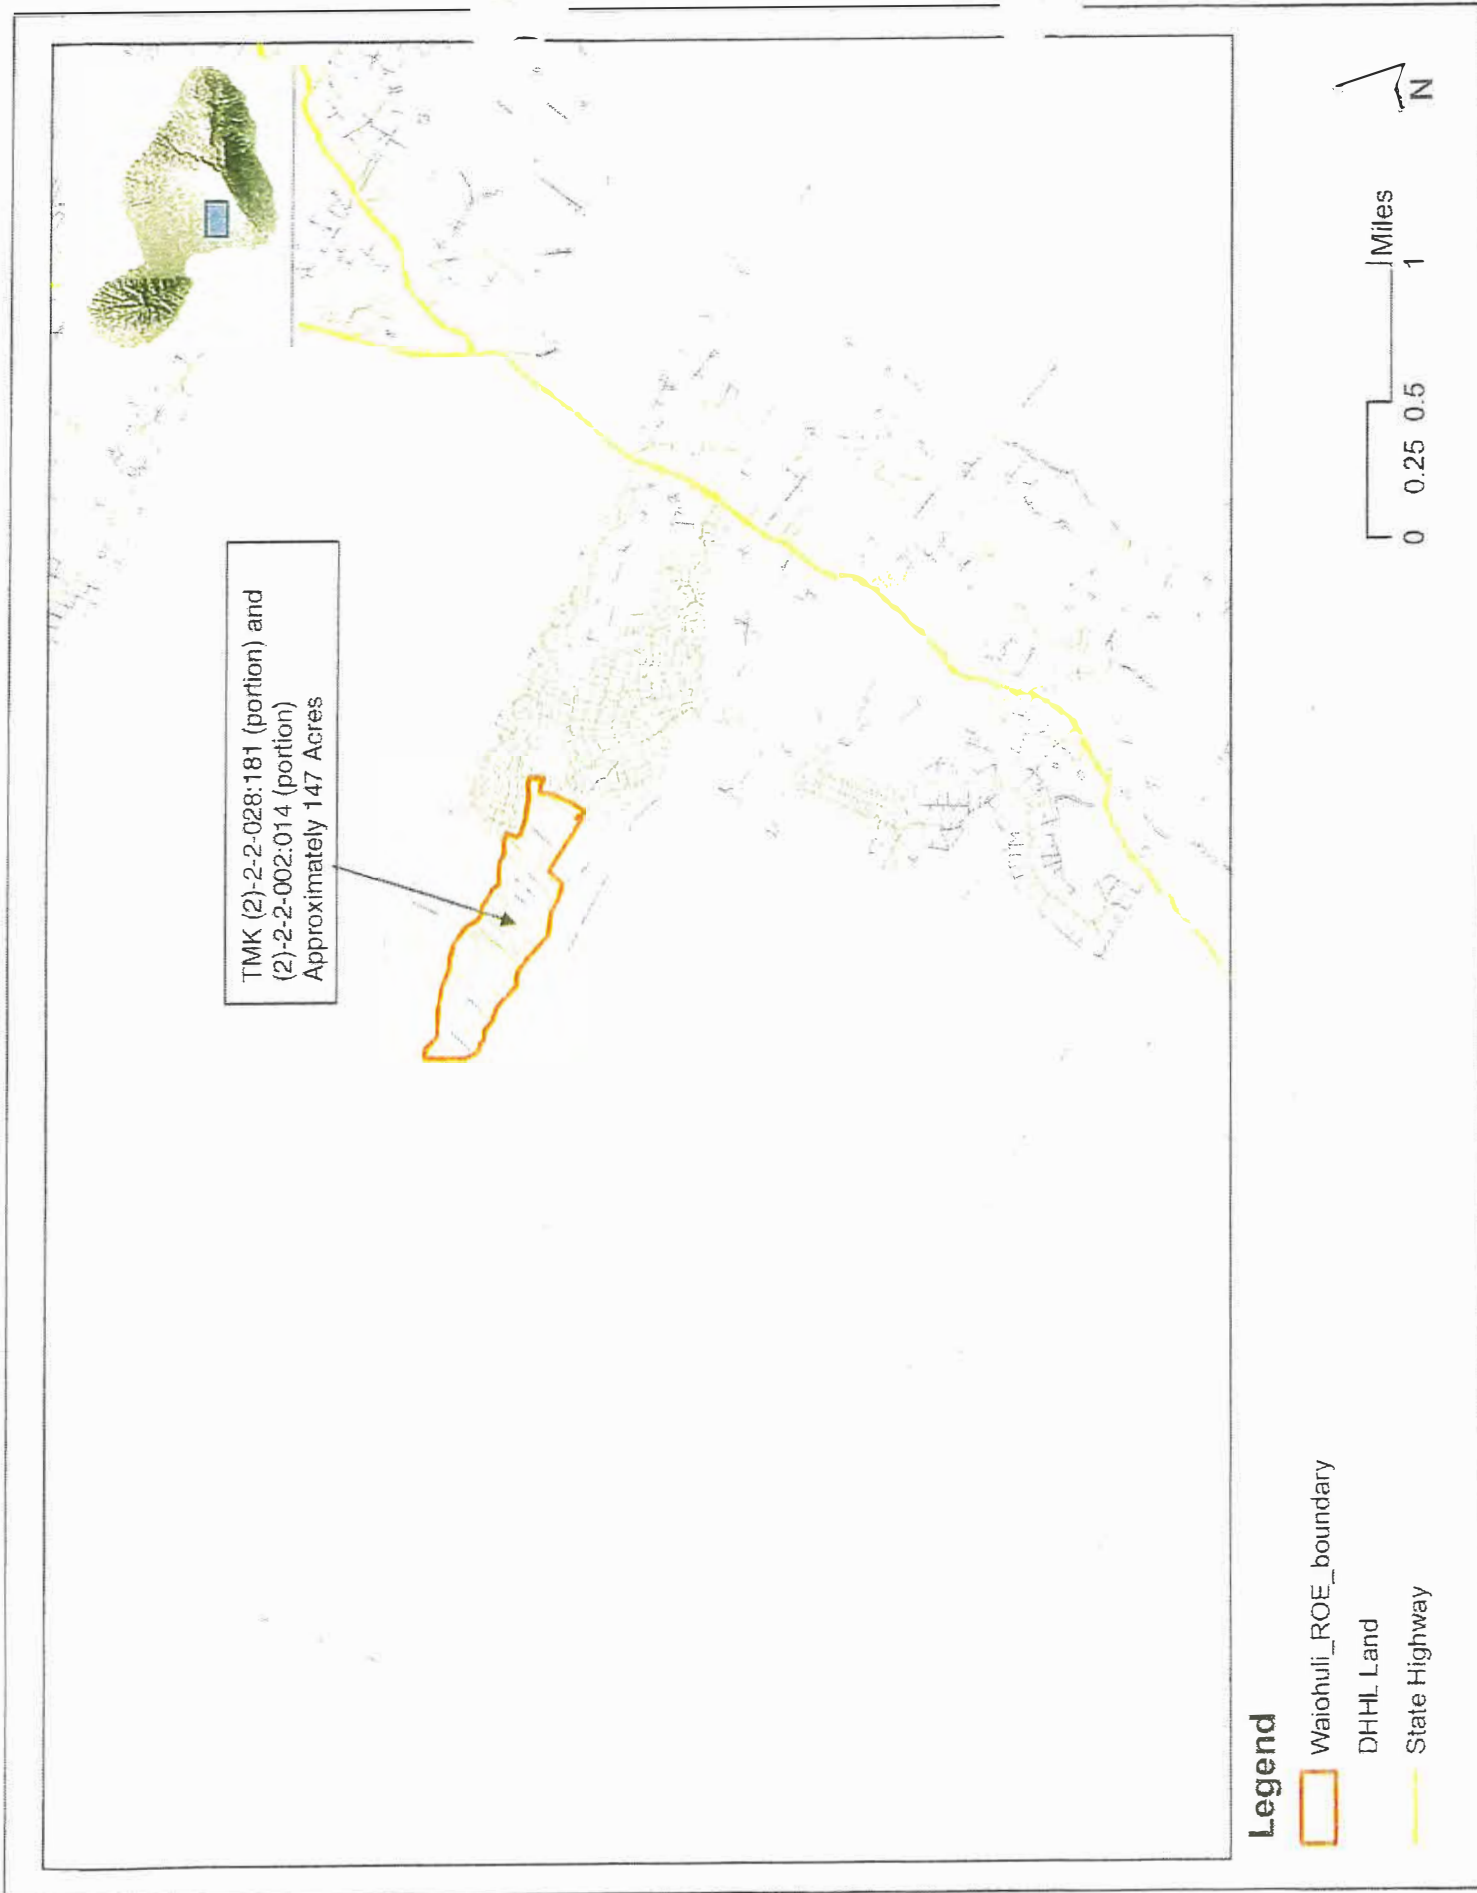 TMK (2)-2-2-028:181 (portion) and
(2)-2-2-002:014 (portion)
Approximately 147 Acres
Legend
Waiohuli_ROE_boundary
DHHL Land
State Highway
0 0.25 0.5 1
Miles
N